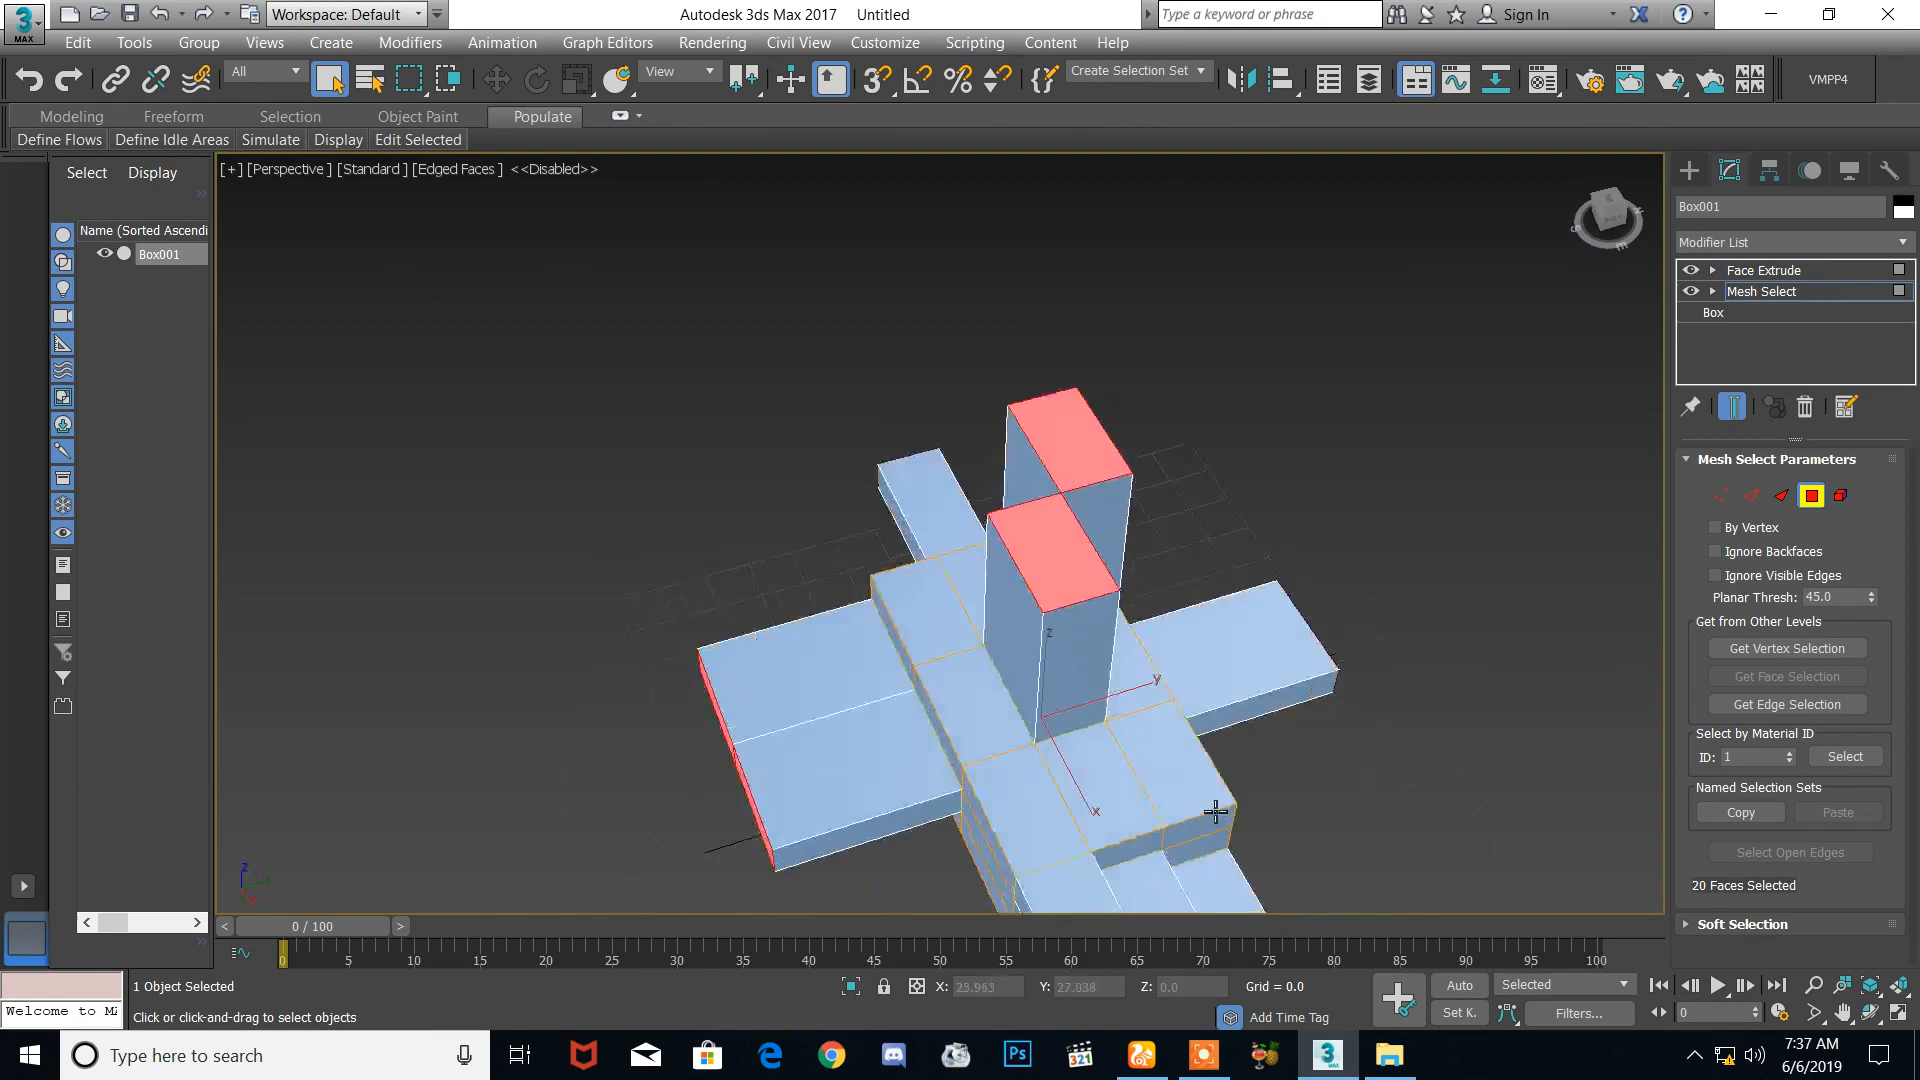 Workspace: Default
Autodesk 3ds Max 2017 Untitled
Type a keyword or phrase
Sign In
MAX
Edit Tools Group Views Create Modifiers Animation Graph Editors Rendering Civil View Customize Scripting Content Help
All
View
Create Selection Set
VMPP4
Modeling Freeform Selection Object Paint Populate
Define Flows Define Idle Areas Simulate Display Edit Selected
Select Display
Name (Sorted Ascendi
Box001
[+] [Perspective ] [Standard ] [Edged Faces ] <<Disabled>>
z
y
x
z
Box001
Modifier List
Face Extrude
Mesh Select
Box
Mesh Select Parameters
By Vertex
Ignore Backfaces
Ignore Visible Edges
Planar Thresh: 45.0
Get from Other Levels
Get Vertex Selection
Get Face Selection
Get Edge Selection
Select by Material ID
ID: 1 Select
Named Selection Sets
Copy Paste
Select Open Edges
20 Faces Selected
Soft Selection
0 / 100
0 5 10 15 20 25 30 35 40 45 50 55 60 65 70 75 80 85 90 95 100
1 Object Selected
X: 25.963 Y: 27.038 Z: 0.0 Grid = 0.0
Auto Selected
Welcome to MA
Click or click-and-drag to select objects
Add Time Tag
Set K. Filters...
0
Type here to search
Ps
321
3
MAX
7:37 AM
6/6/2019